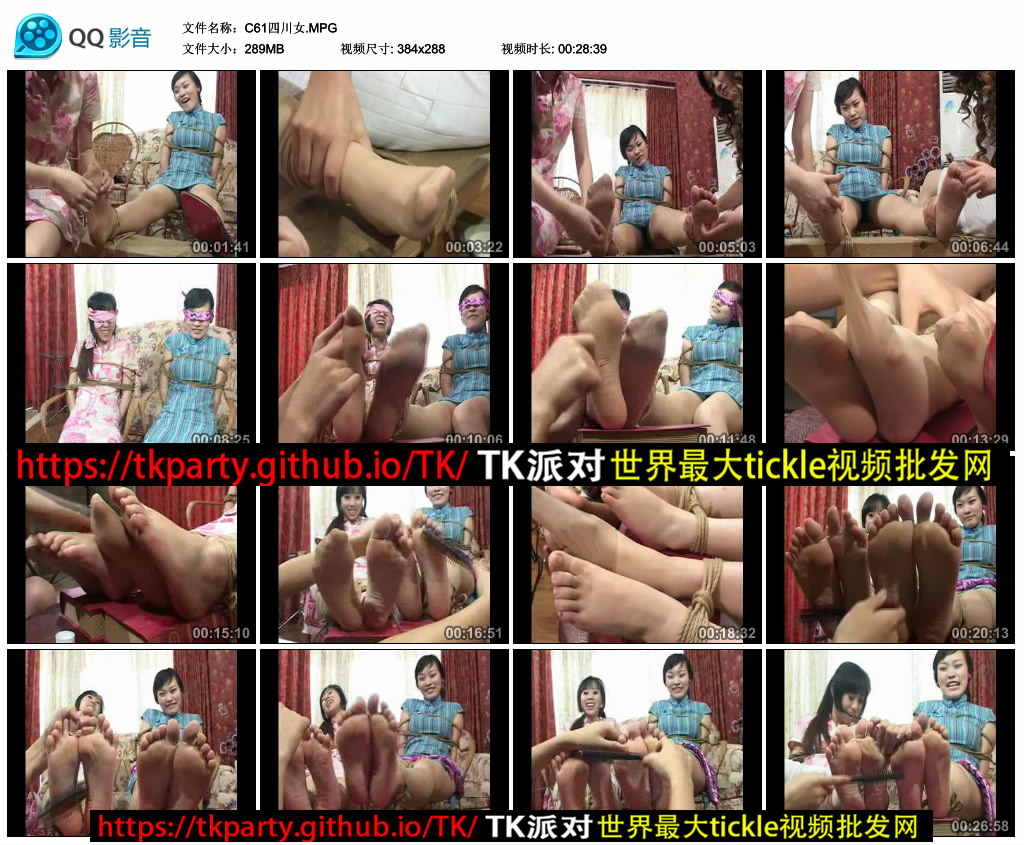 QQ 影音
文件名称: C61四川女.MPG
文件大小: 289MB 视频尺寸: 384x288 视频时长: 00:28:39
00:01:41 00:03:22 00:05:03 00:06:44
00:08:25 00:10:06 00:11:48 00:13:29
https://tkparty.github.io/TK/ TK派对 世界最大tickle视频批发网
00:15:10 00:16:51 00:18:32 00:20:13
https://tkparty.github.io/TK/ TK派对 世界最大tickle视频批发网
00:26:58